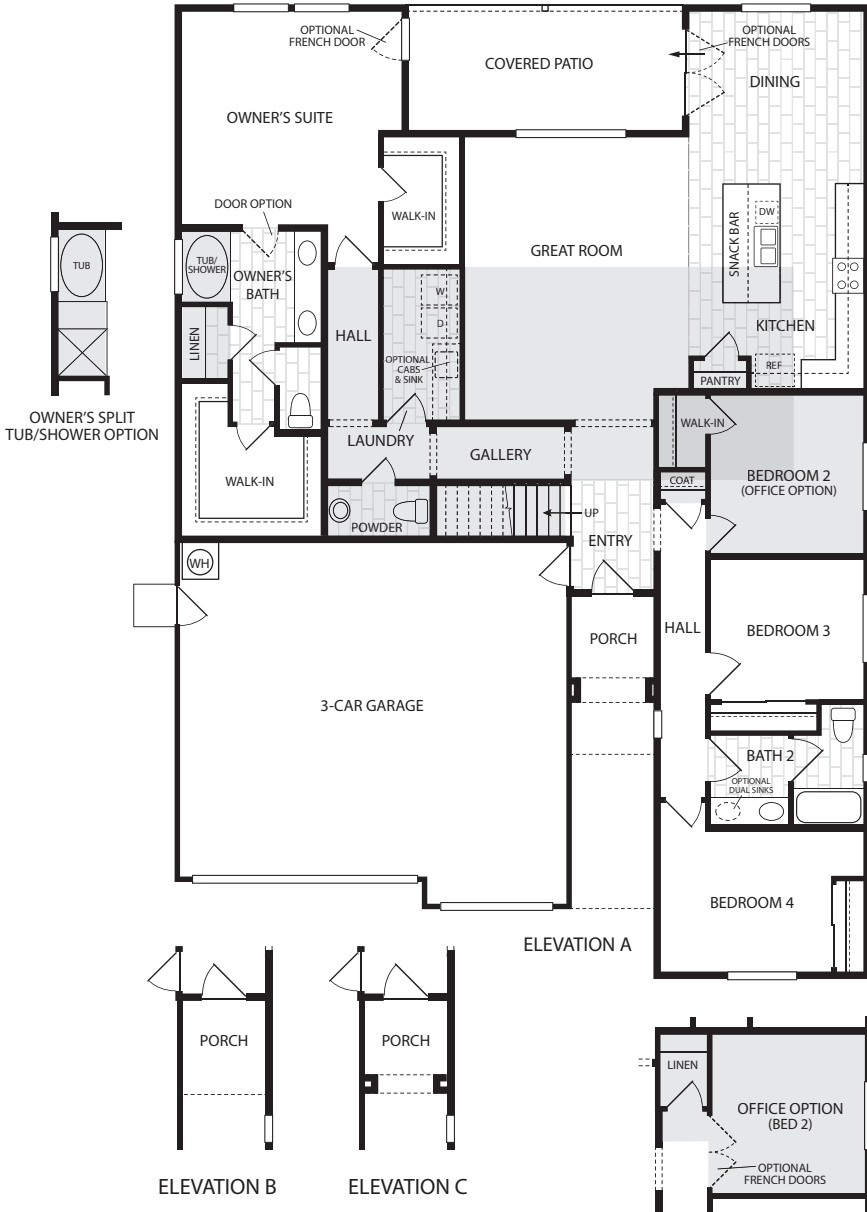 OPTIONAL
FRENCH DOOR
COVERED PATIO
OPTIONAL
FRENCH DOORS
DINING
OWNER'S SUITE
DOOR OPTION
WALK-IN
SNACK BAR
DW
GREAT ROOM
TUB
TUB/
SHOWER
OWNER'S
BATH
W
D
HALL
LINEN
OPTIONAL
CABS
& SINK
KITCHEN
REF
PANTRY
OWNER'S SPLIT
TUB/SHOWER OPTION
LAUNDRY
GALLERY
WALK-IN
WALK-IN
COAT
BEDROOM 2
(OFFICE OPTION)
POWDER
UP
ENTRY
WH
PORCH
HALL
BEDROOM 3
3-CAR GARAGE
BATH 2
OPTIONAL
DUAL SINKS
BEDROOM 4
ELEVATION A
PORCH
PORCH
LINEN
OFFICE OPTION
(BED 2)
OPTIONAL
FRENCH DOORS
ELEVATION B
ELEVATION C